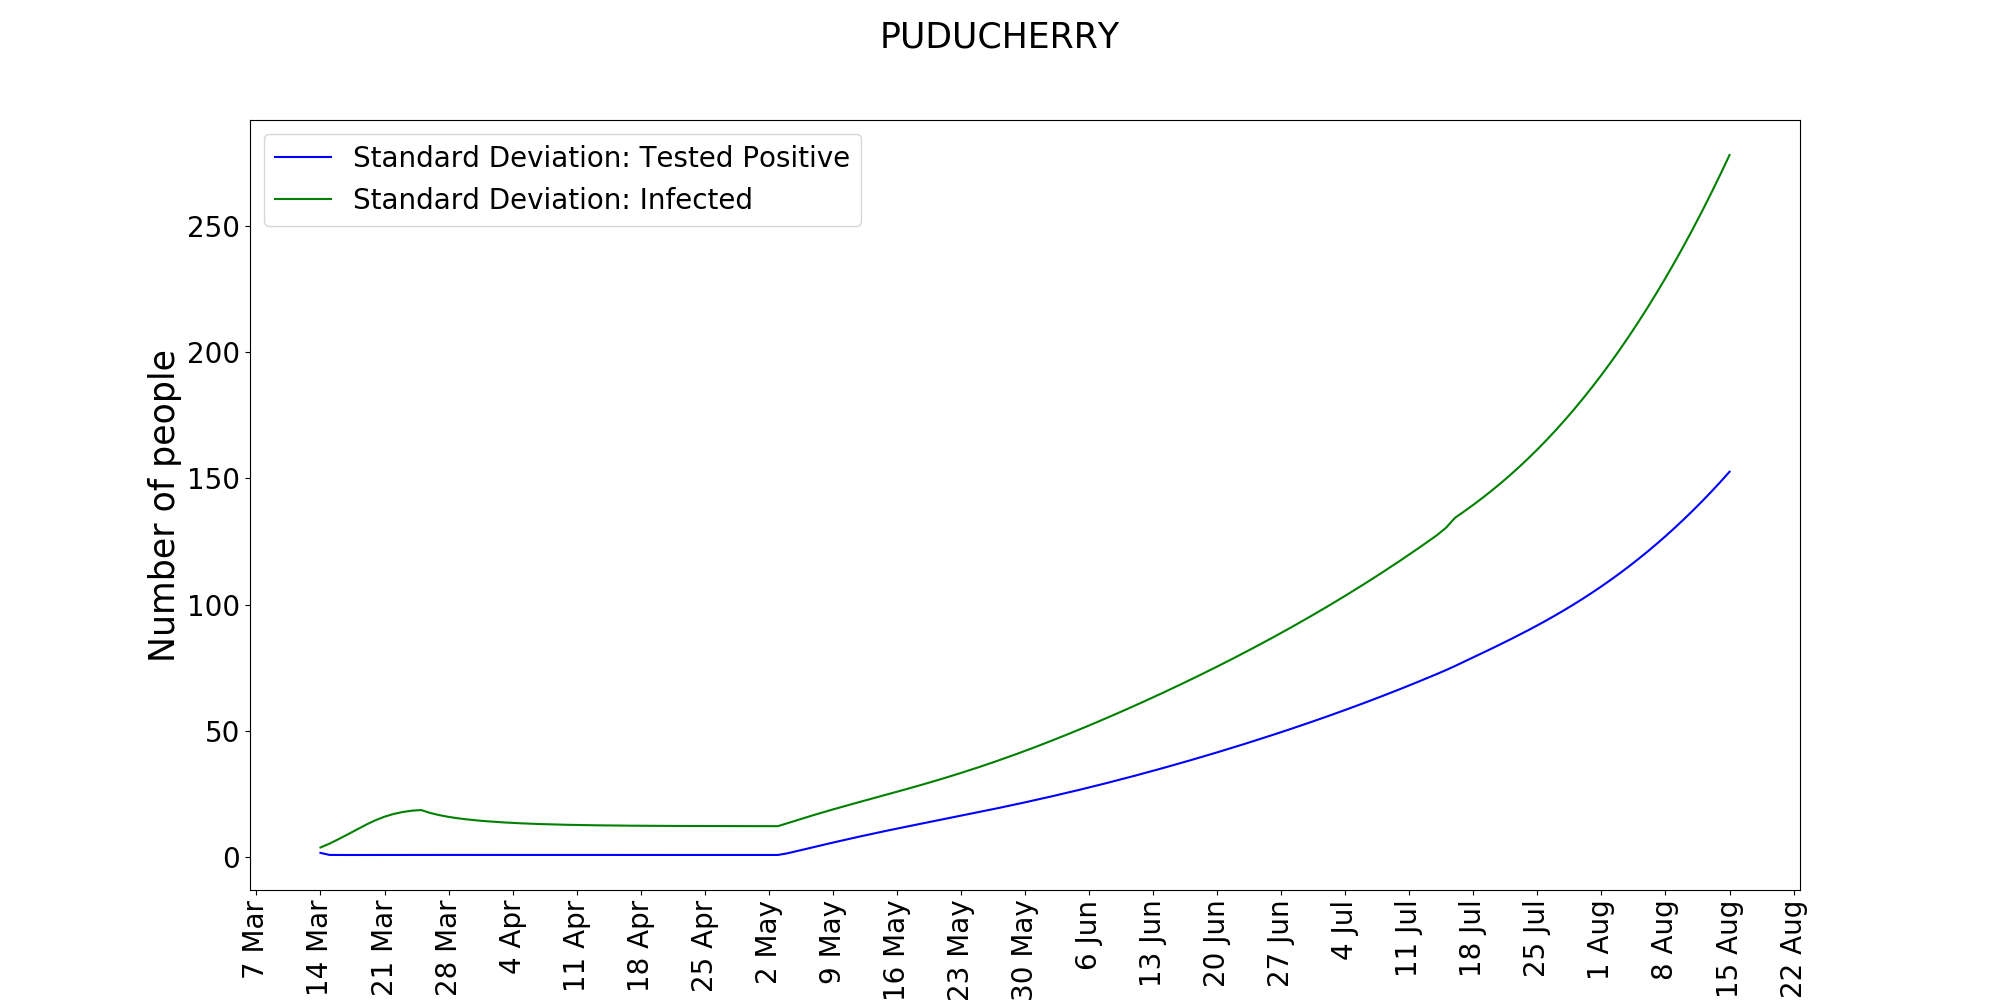 PUDUCHERRY
Standard Deviation: Tested Positive
Standard Deviation: Infected
Number of people
250
200
150
100
50
0
7 Mar
14 Mar
21 Mar
28 Mar
4 Apr
11 Apr
18 Apr
25 Apr
2 May
9 May
16 May
23 May
30 May
6 Jun
13 Jun
20 Jun
27 Jun
4 Jul
11 Jul
18 Jul
25 Jul
1 Aug
8 Aug
15 Aug
22 Aug